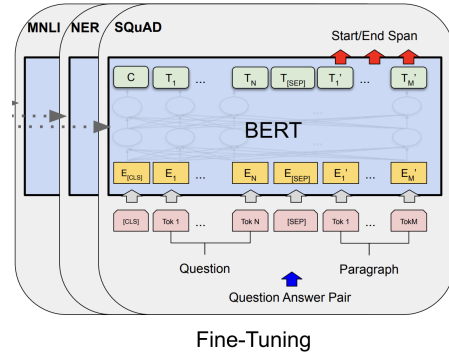 MNLI NER SQuAD
Start/End Span
C T1 ... TN T[SEP] T1' ... TM'
BERT
E[CLS] E1 ... EN E[SEP] E1' ... EM'
[CLS] Tok 1 ... Tok N [SEP] Tok 1 ... TokM
Question Paragraph
Question Answer Pair
Fine-Tuning